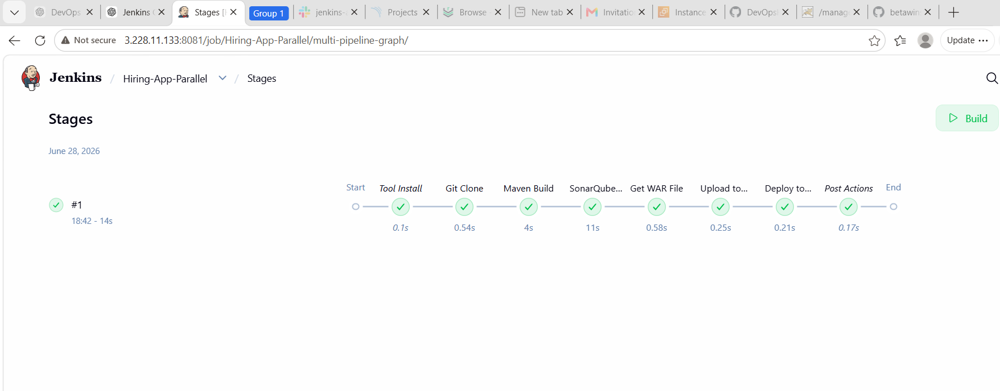 DevOps
Jenkins
Stages [
Group 1
jenkins-
Projects
Browse
New tab
Invitatio
Instance
DevOps
/manag
betawin
Not secure
3.228.11.133:8081/job/Hiring-App-Parallel/multi-pipeline-graph/
Update
Jenkins / Hiring-App-Parallel / Stages
Stages
Build
June 28, 2026
Start Tool Install Git Clone Maven Build SonarQube... Get WAR File Upload to... Deploy to... Post Actions End
#1
18:42 - 14s
0.1s 0.54s 4s 11s 0.58s 0.25s 0.21s 0.17s